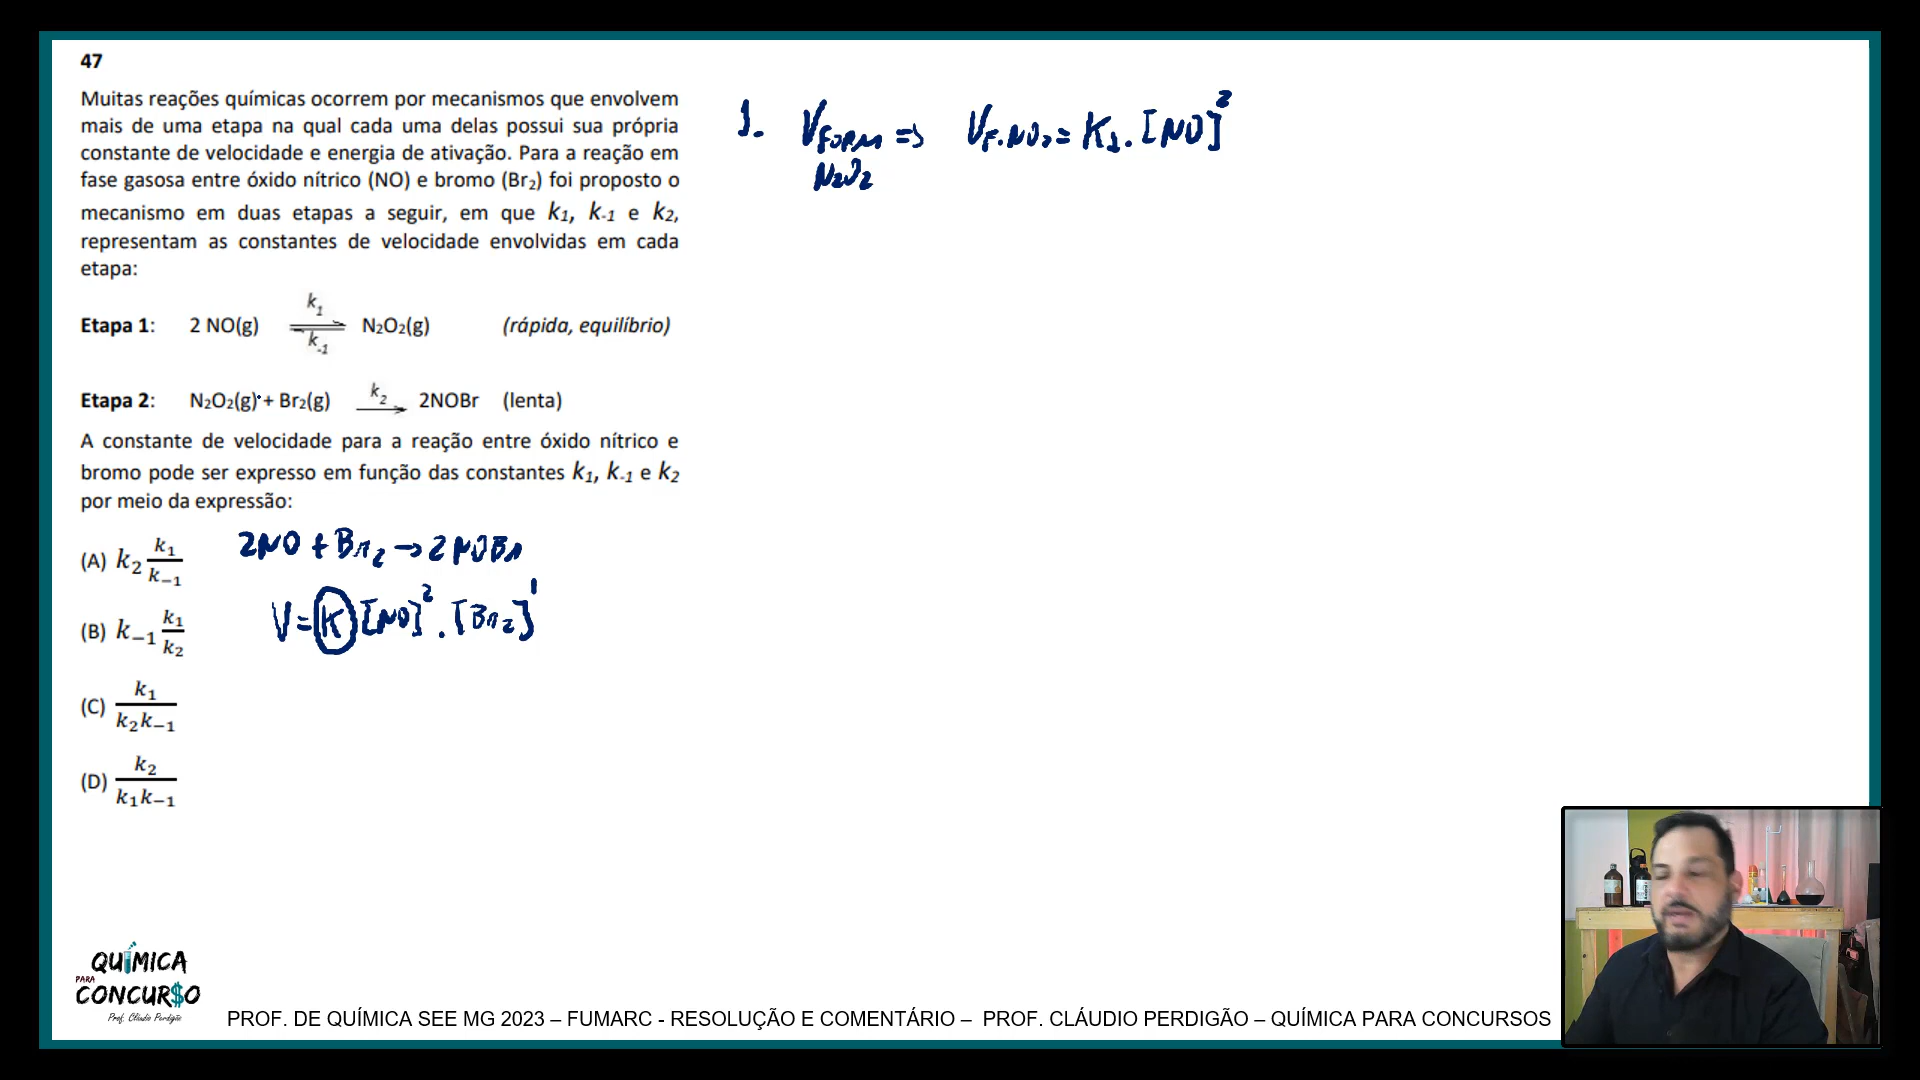 47
Muitas reações químicas ocorrem por mecanismos que envolvem
mais de uma etapa na qual cada uma delas possui sua própria
constante de velocidade e energia de ativação. Para a reação em
fase gasosa entre óxido nítrico (NO) e bromo (Br₂) foi proposto o
mecanismo em duas etapas a seguir, em que k₁, k₋₁ e k₂,
representam as constantes de velocidade envolvidas em cada
etapa:
Etapa 1: 2 NO(g) k₁ ⇌ k₋₁ N₂O₂(g) (rápida, equilíbrio)
Etapa 2: N₂O₂(g) + Br₂(g) k₂ → 2NOBr (lenta)
A constante de velocidade para a reação entre óxido nítrico e
bromo pode ser expresso em função das constantes k₁, k₋₁ e k₂
por meio da expressão:
(A) k₂ k₁/k₋₁
(B) k₋₁ k₁/k₂
(C) k₁/k₂k₋₁
(D) k₂/k₁k₋₁
2NO + Br₂ → 2NOBr
V = K [NO]² . [Br₂]¹
1. VFORM ⇒ VF.NO₂ = K₁ . [NO]²
N₂O₂
QUÍMICA
PARA
CONCUR$O
Prof. Cláudio Perdigão
PROF. DE QUÍMICA SEE MG 2023 – FUMARC - RESOLUÇÃO E COMENTÁRIO – PROF. CLÁUDIO PERDIGÃO – QUÍMICA PARA CONCURSOS